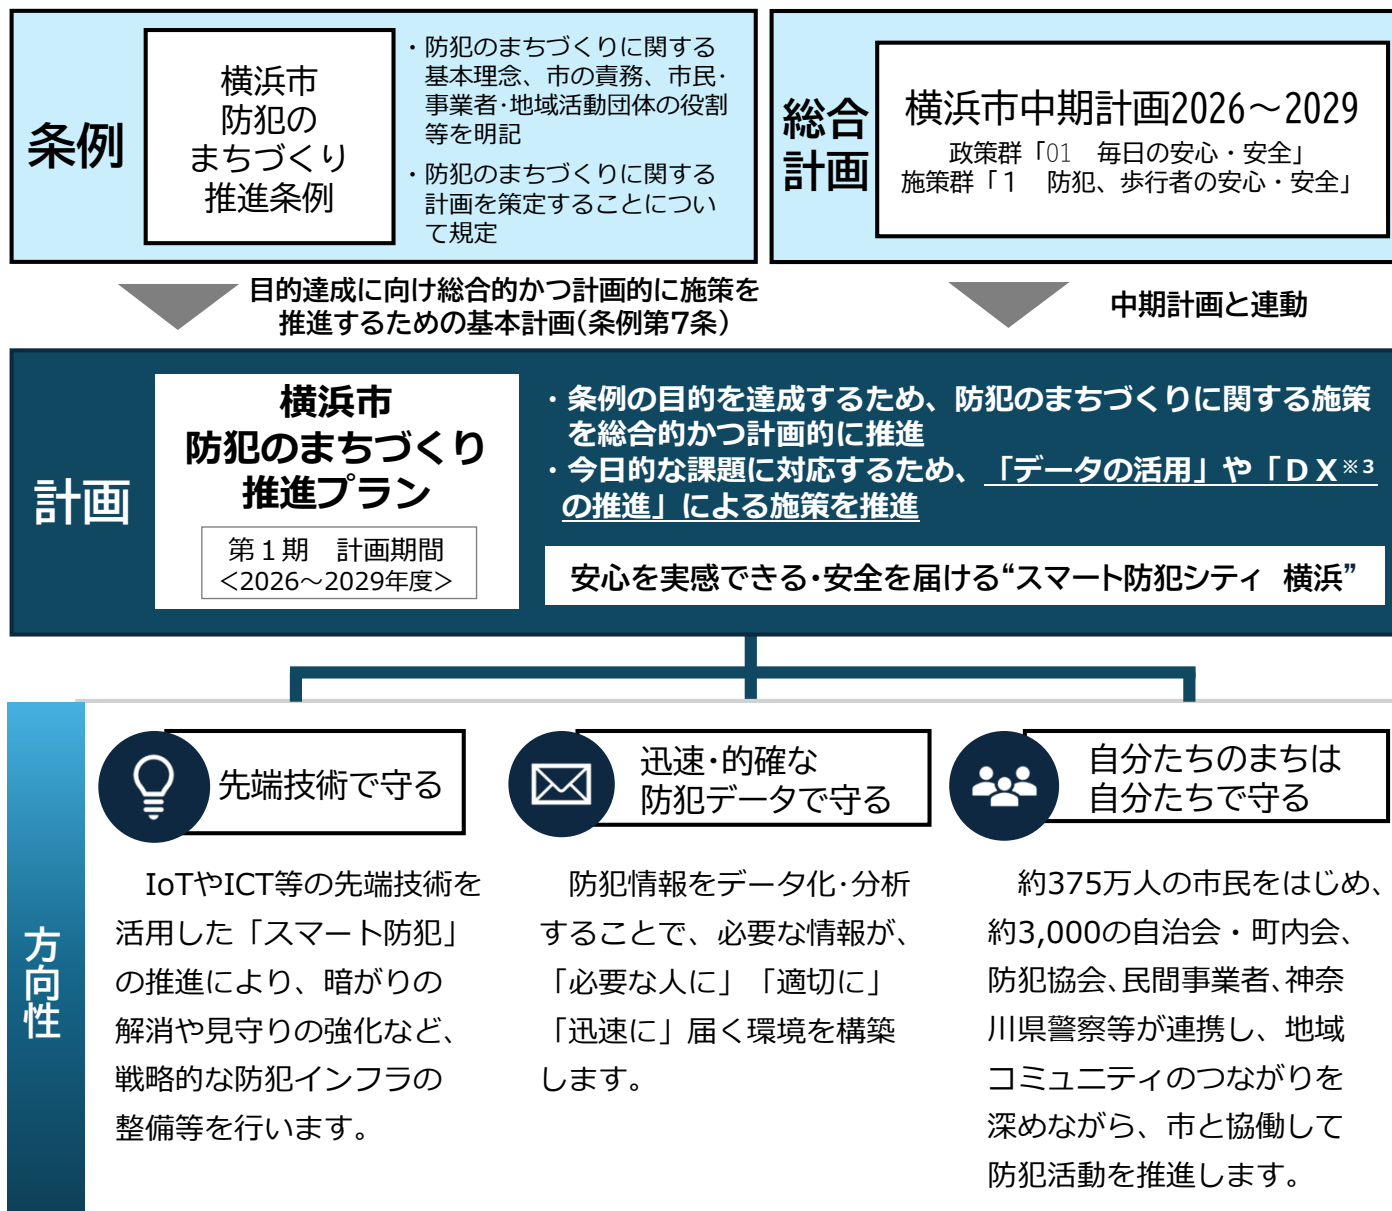 条例
横浜市
防犯の
まちづくり
推進条例
・防犯のまちづくりに関する
基本理念、市の責務、市民・
事業者・地域活動団体の役割
等を明記
・防犯のまちづくりに関する
計画を策定することについ
て規定
総合
計画
横浜市中期計画2026～2029
政策群「01　毎日の安心・安全」
施策群「１　防犯、歩行者の安心・安全」
目的達成に向け総合的かつ計画的に施策を
推進するための基本計画（条例第7条）
中期計画と連動
計画
横浜市
防犯のまちづくり
推進プラン
第１期　計画期間
＜2026～2029年度＞
・条例の目的を達成するため、防犯のまちづくりに関する施策
を総合的かつ計画的に推進
・今日的な課題に対応するため、「データの活用」や「ＤＸ※3
の推進」による施策を推進
安心を実感できる・安全を届ける“スマート防犯シティ　横浜”
方向性
先端技術で守る
IoTやICT等の先端技術を
活用した「スマート防犯」
の推進により、暗がりの
解消や見守りの強化など、
戦略的な防犯インフラの
整備等を行います。
迅速・的確な
防犯データで守る
防犯情報をデータ化・分析
することで、必要な情報が、
「必要な人に」「適切に」
「迅速に」届く環境を構築
します。
自分たちのまちは
自分たちで守る
約375万人の市民をはじめ、
約3,000の自治会・町内会、
防犯協会、民間事業者、神奈
川県警察等が連携し、地域
コミュニティのつながりを
深めながら、市と協働して
防犯活動を推進します。